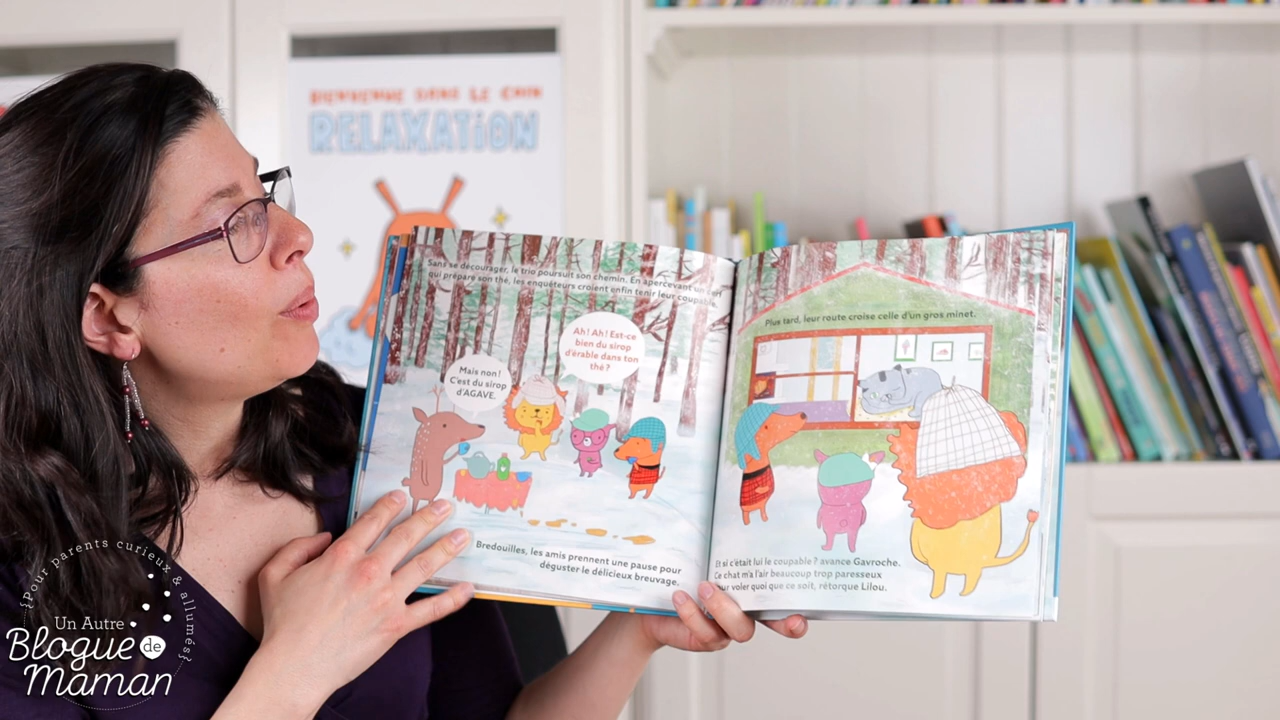 BIENVENUE DANS LE COIN
RELAXATION
Sans se décourager, le trio poursuit son chemin. En apercevant un cerf
qui prépare son thé, les enquêteurs croient enfin tenir leur coupable.
Ah! Ah! Est-ce
bien du sirop
d'érable dans ton
thé?
Mais non!
C'est du sirop
d'AGAVE.
Bredouilles, les amis prennent une pause pour
déguster le délicieux breuvage.
Plus tard, leur route croise celle d'un gros minet.
Et si c'était lui le coupable? avance Gavroche.
Ce chat m'a l'air beaucoup trop paresseux
pour voler quoi que ce soit, rétorque Lilou.
{Pour parents curieux & allumés}
Un Autre
Blogue de
Maman